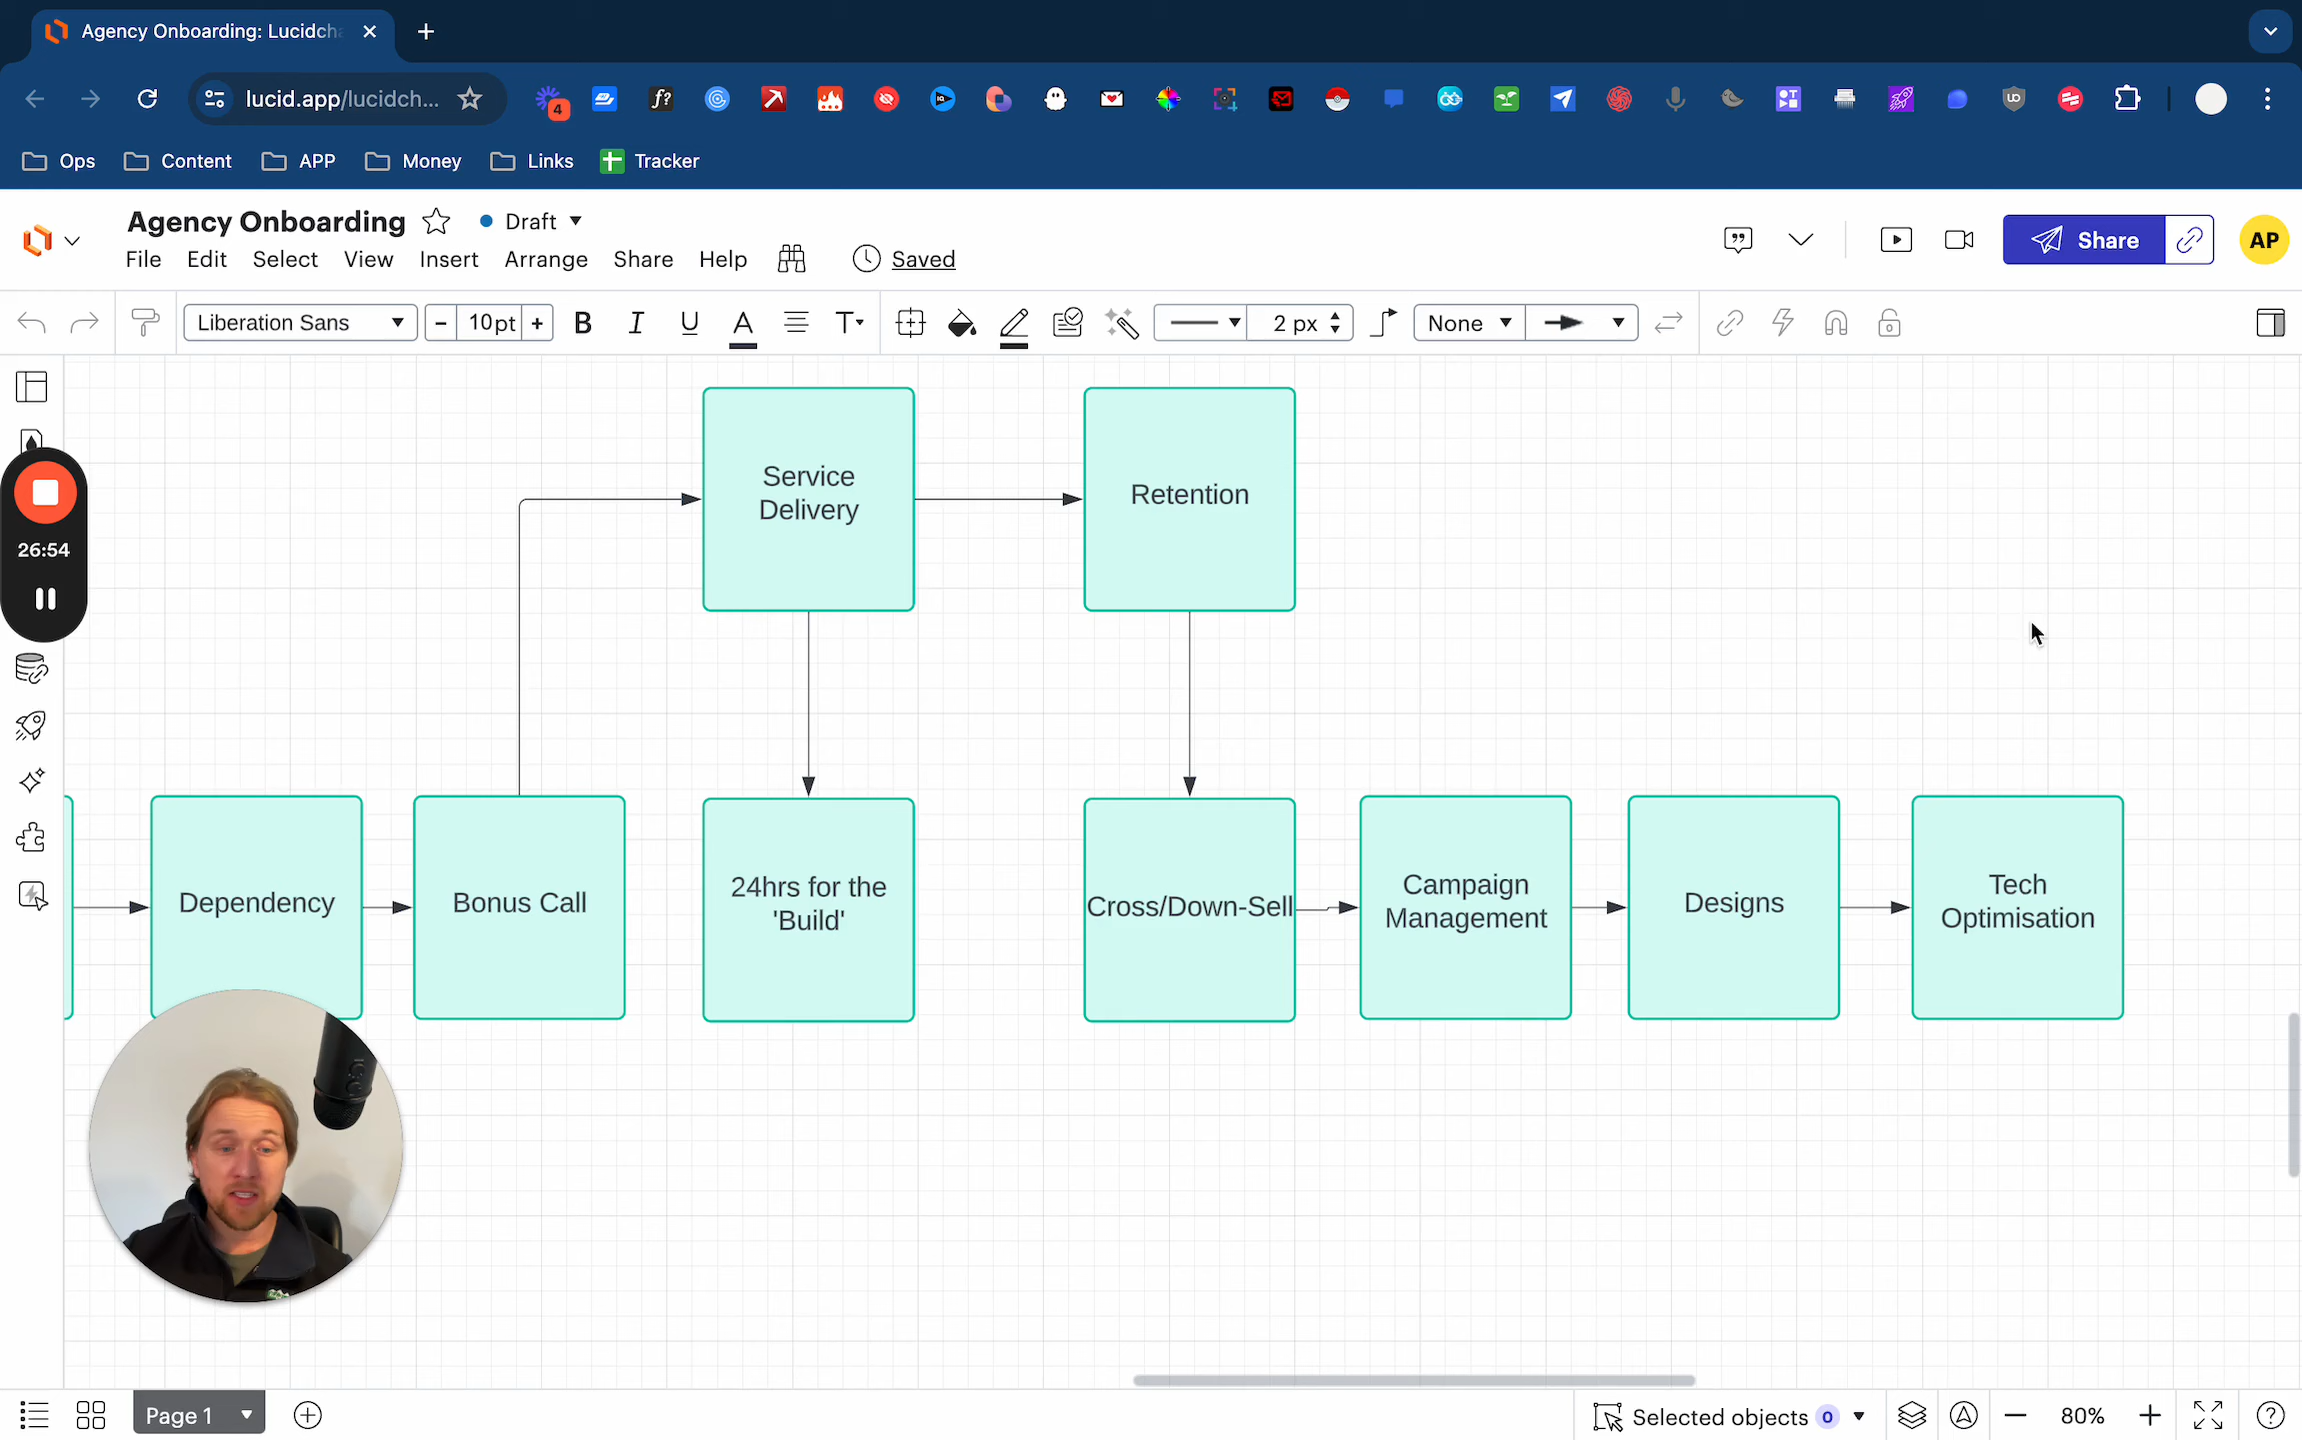 Agency Onboarding: Lucidch
lucid.app/lucidch...
4
f?
Ops
Content
APP
Money
Links
Tracker
Agency Onboarding
Draft
File
Edit
Select
View
Insert
Arrange
Share
Help
Saved
Share
AP
Liberation Sans
10pt
B
I
U
A
T
2 px
None
26:54
Service
Delivery
Retention
Dependency
Bonus Call
24hrs for the
'Build'
Cross/Down-Sell
Campaign
Management
Designs
Tech
Optimisation
Page 1
Selected objects
0
80%